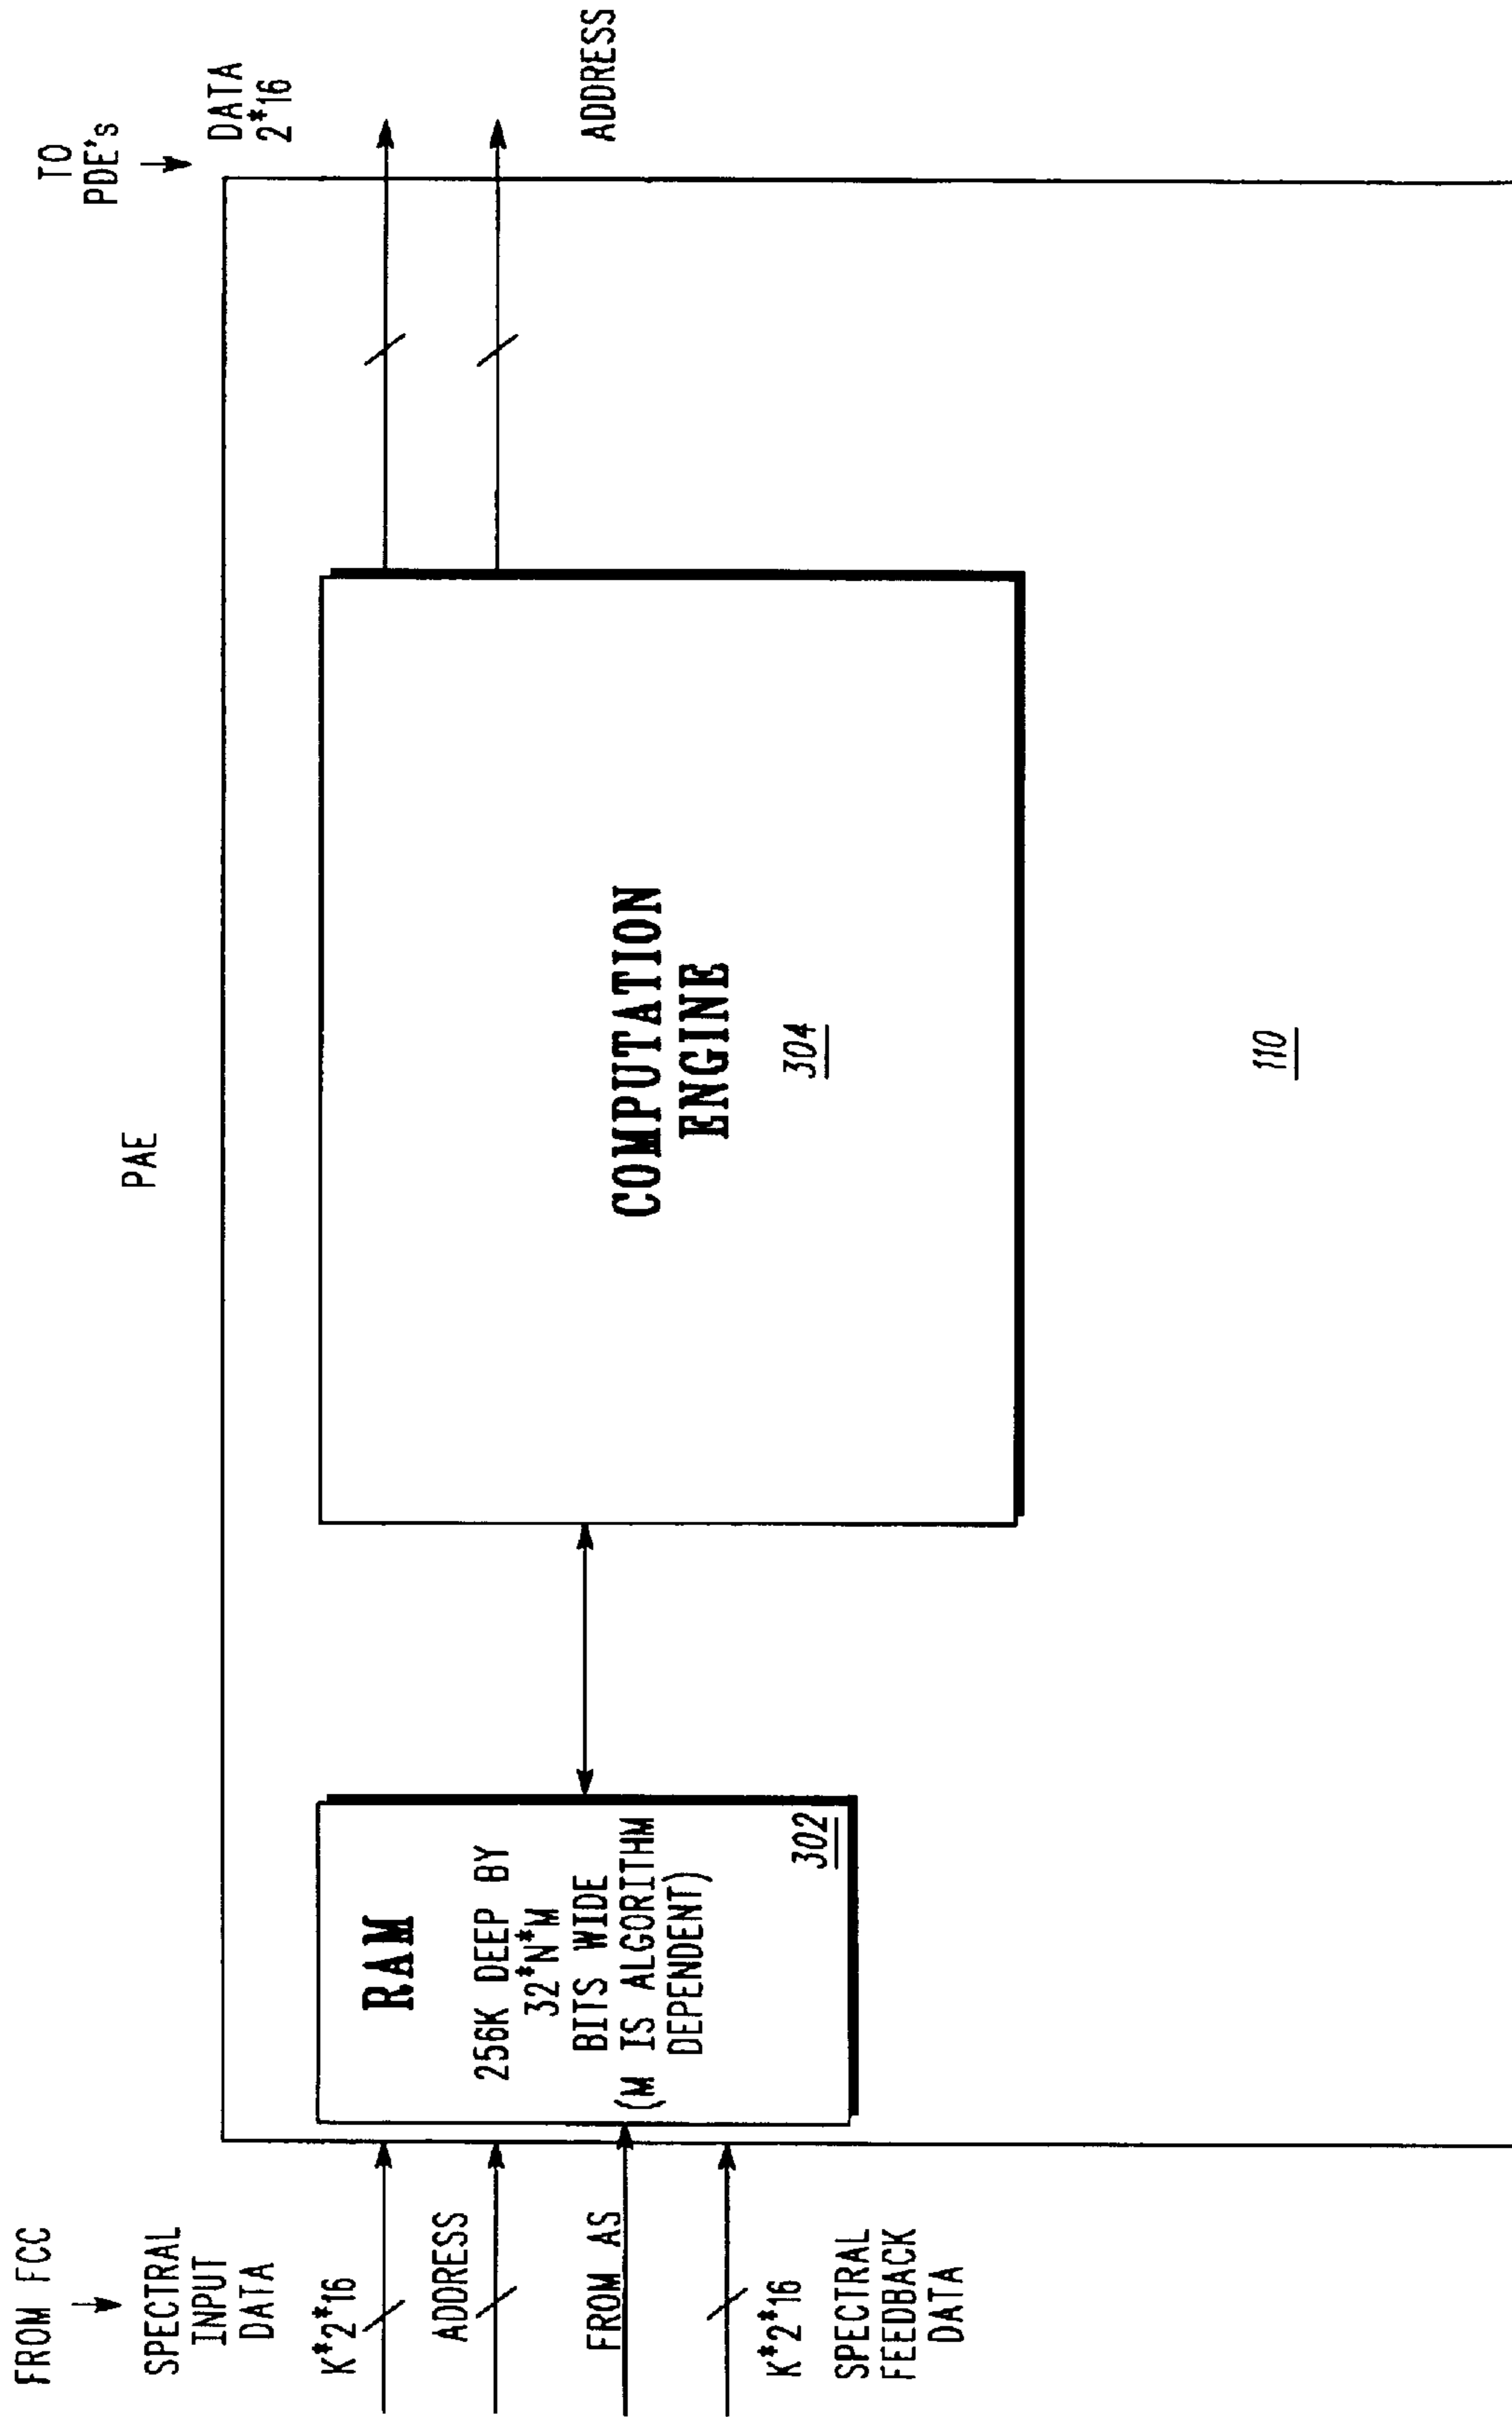 PAE
FROM FCC
SPECTRAL
INPUT
DATA
K*2*16
ADDRESS
FROM AS
K*2*16
SPECTRAL
FEEDBACK
DATA
RAM
256K DEEP BY
32*N*M
BITS WIDE
(M IS ALGORITHM
DEPENDENT)
302
COMPUTATION
ENGINE
304
110
TO
PDE's
DATA
2*16
ADDRESS